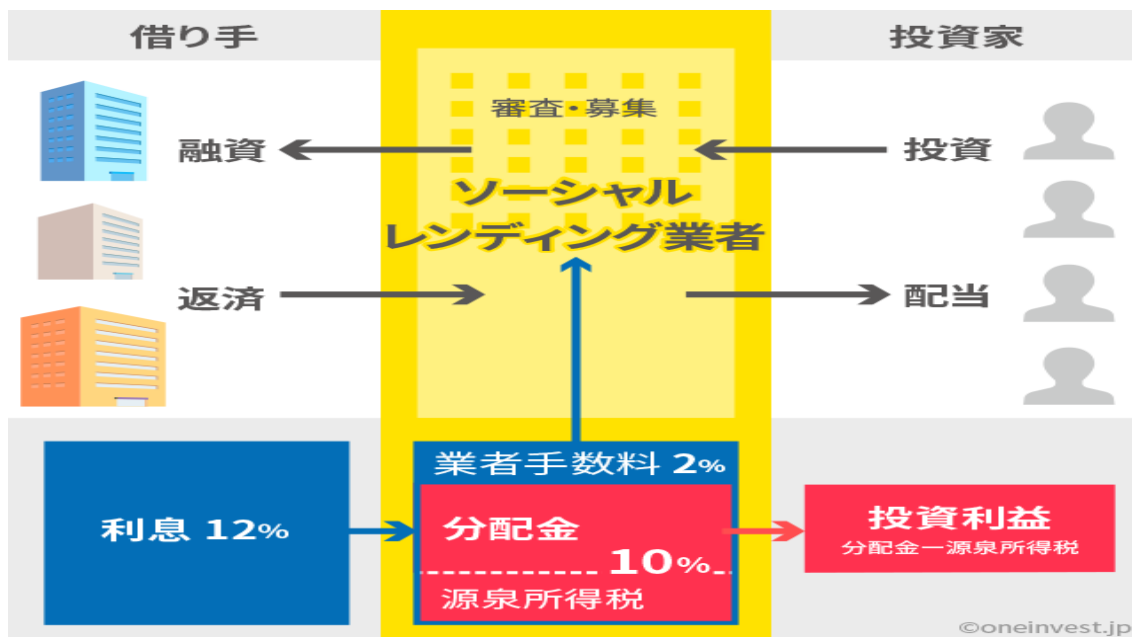 借り手
投資家
審査・募集
融資
投資
ソーシャル
レンディング業者
返済
配当
業者手数料 2%
利息 12%
分配金
10%
源泉所得税
投資利益
分配金ー源泉所得税
©oneinvest.jp